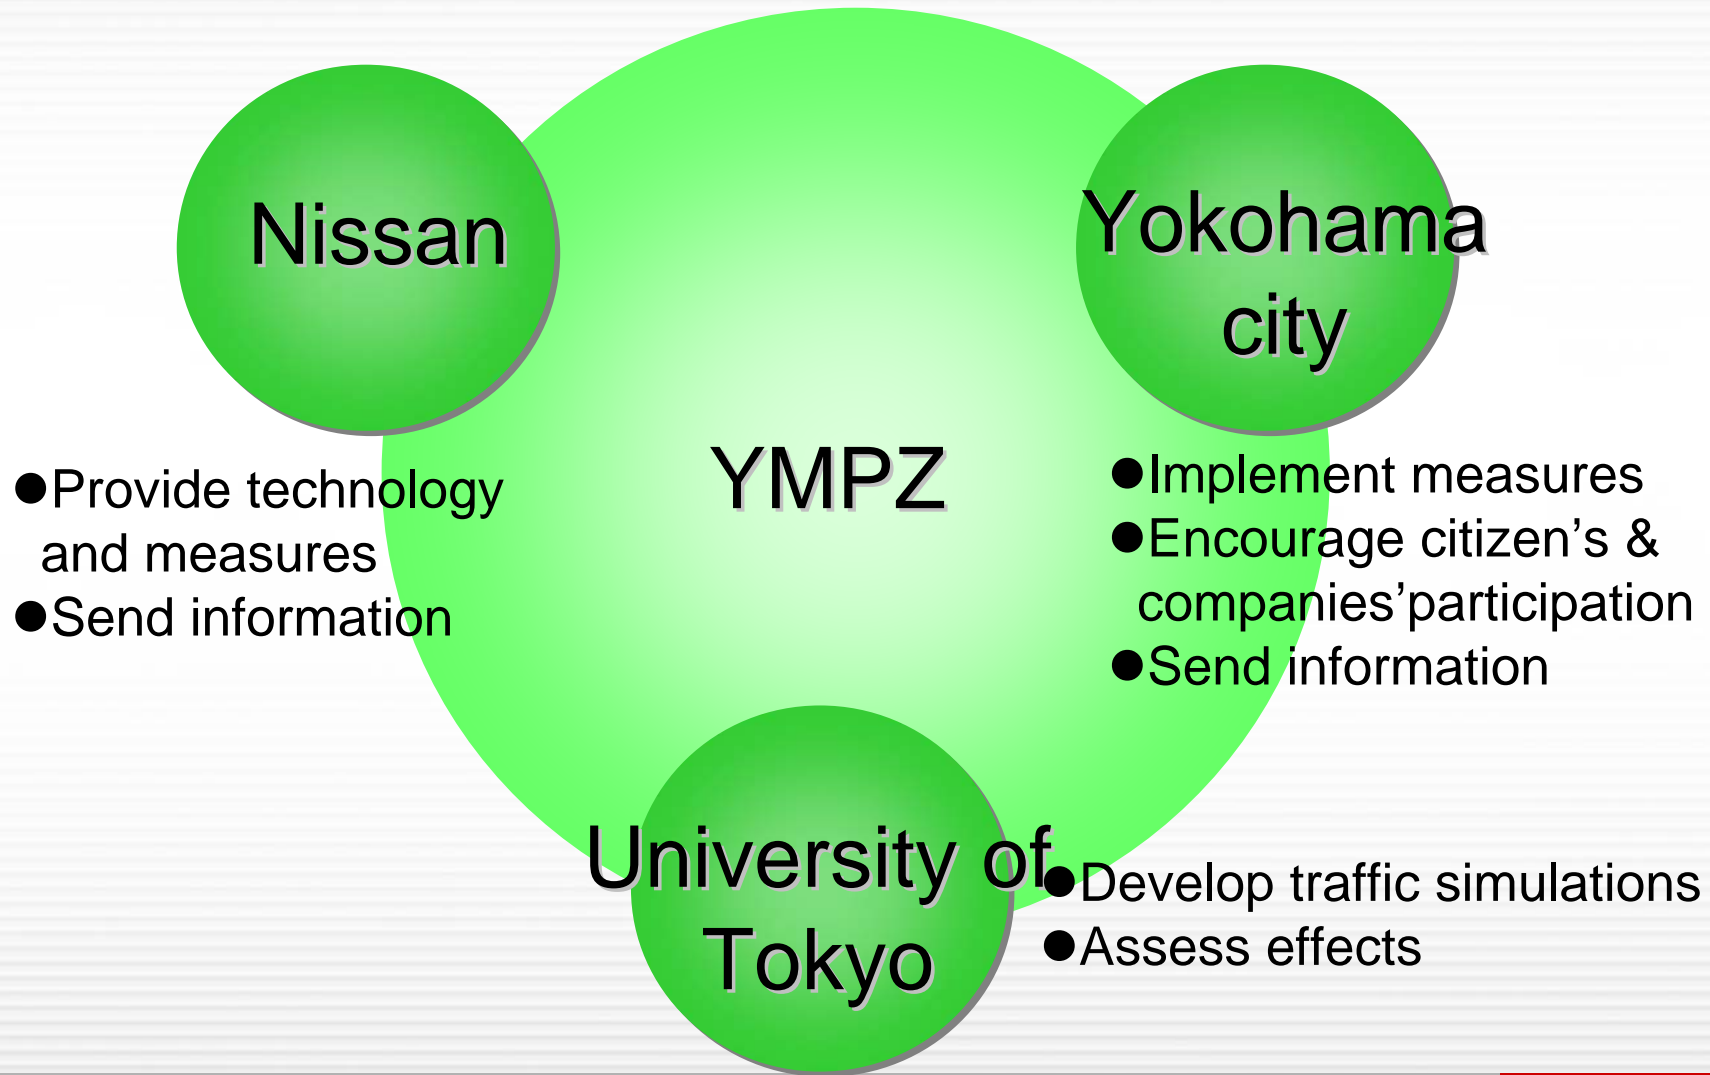 Nissan
Yokohama
city
YMPZ
●Provide technology
and measures
●Send information
●Implement measures
●Encourage citizen’s &
companies’participation
●Send information
University of
Tokyo
●Develop traffic simulations
●Assess effects